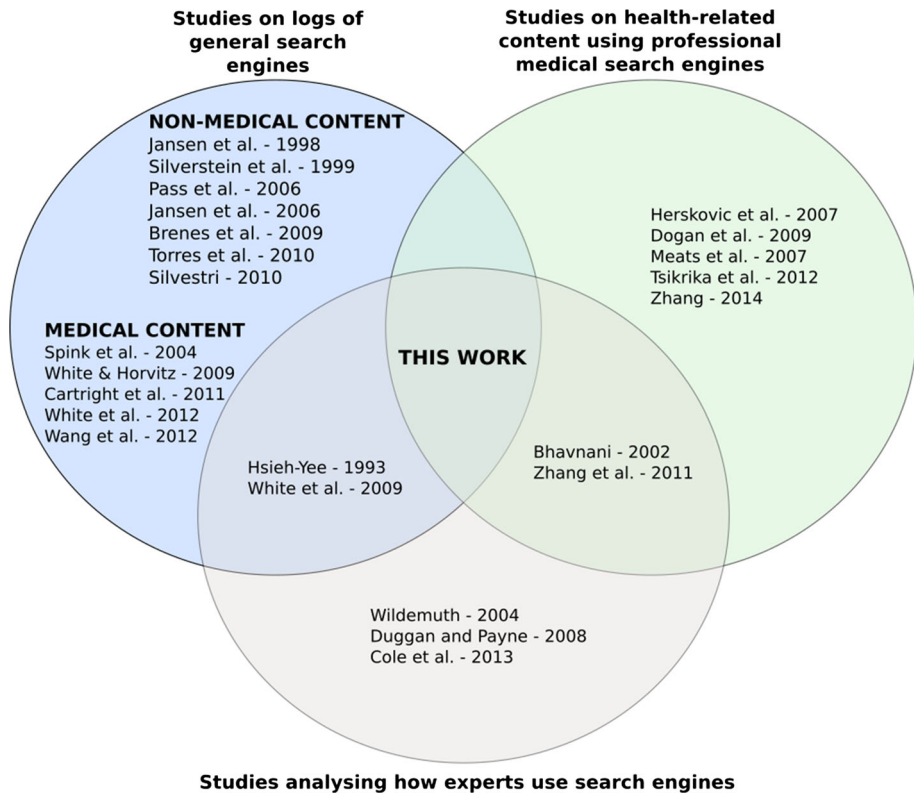 Studies on logs of
general search
engines
Studies on health-related
content using professional
medical search engines
NON-MEDICAL CONTENT
Jansen et al. - 1998
Silverstein et al. - 1999
Pass et al. - 2006
Jansen et al. - 2006
Brenes et al. - 2009
Torres et al. - 2010
Silvestri - 2010
MEDICAL CONTENT
Spink et al. - 2004
White & Horvitz - 2009
Cartright et al. - 2011
White et al. - 2012
Wang et al. - 2012
Herskovic et al. - 2007
Dogan et al. - 2009
Meats et al. - 2007
Tsikrika et al. - 2012
Zhang - 2014
THIS WORK
Hsieh-Yee - 1993
White et al. - 2009
Bhavnani - 2002
Zhang et al. - 2011
Wildemuth - 2004
Duggan and Payne - 2008
Cole et al. - 2013
Studies analysing how experts use search engines